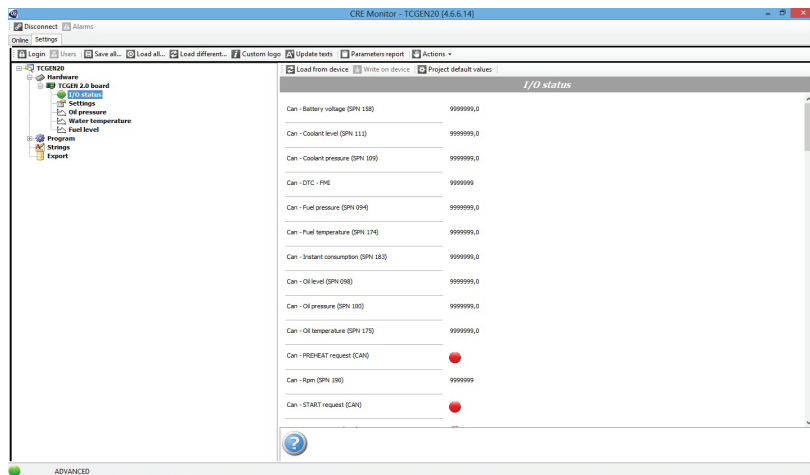 CRE Monitor - TCGEN20 [4.6.6.14]
Disconnect Alarms
Online Settings
Login Users Save all... Load all... Load different... Custom logo Update texts Parameters report Actions
TCGEN20
Hardware
TCGEN 2.0 board
I/O status
Settings
Oil pressure
Water temperature
Fuel level
Program
Strings
Export
Load from device Write on device Project default values
I/O status
Can - Battery voltage (SPN 158) 9999999,0
Can - Coolant level (SPN 111) 9999999,0
Can - Coolant pressure (SPN 109) 9999999,0
Can - DTC - FMI 9999999
Can - Fuel pressure (SPN 094) 9999999,0
Can - Fuel temperature (SPN 174) 9999999,0
Can - Instant consumption (SPN 183) 9999999,0
Can - Oil level (SPN 098) 9999999,0
Can - Oil pressure (SPN 100) 9999999,0
Can - Oil temperature (SPN 175) 9999999,0
Can - PREHEAT request (CAN)
Can - Rpm (SPN 190) 9999999
Can - START request (CAN)
ADVANCED